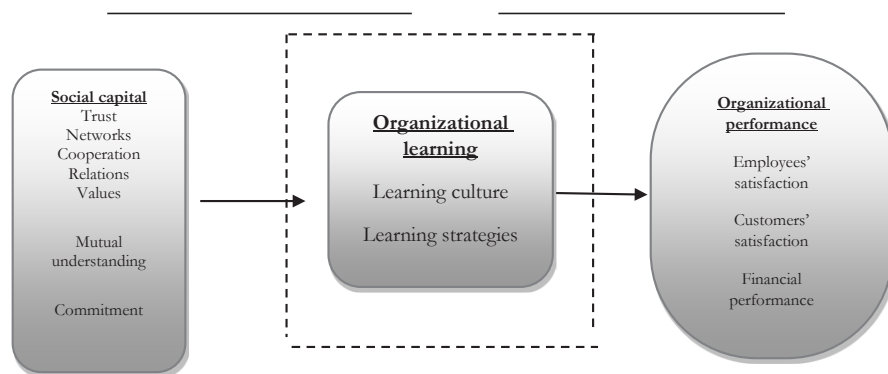 Social capital
Trust
Networks
Cooperation
Relations
Values
Mutual
understanding
Commitment
Organizational
learning
Learning culture
Learning strategies
Organizational
performance
Employees’
satisfaction
Customers’
satisfaction
Financial
performance